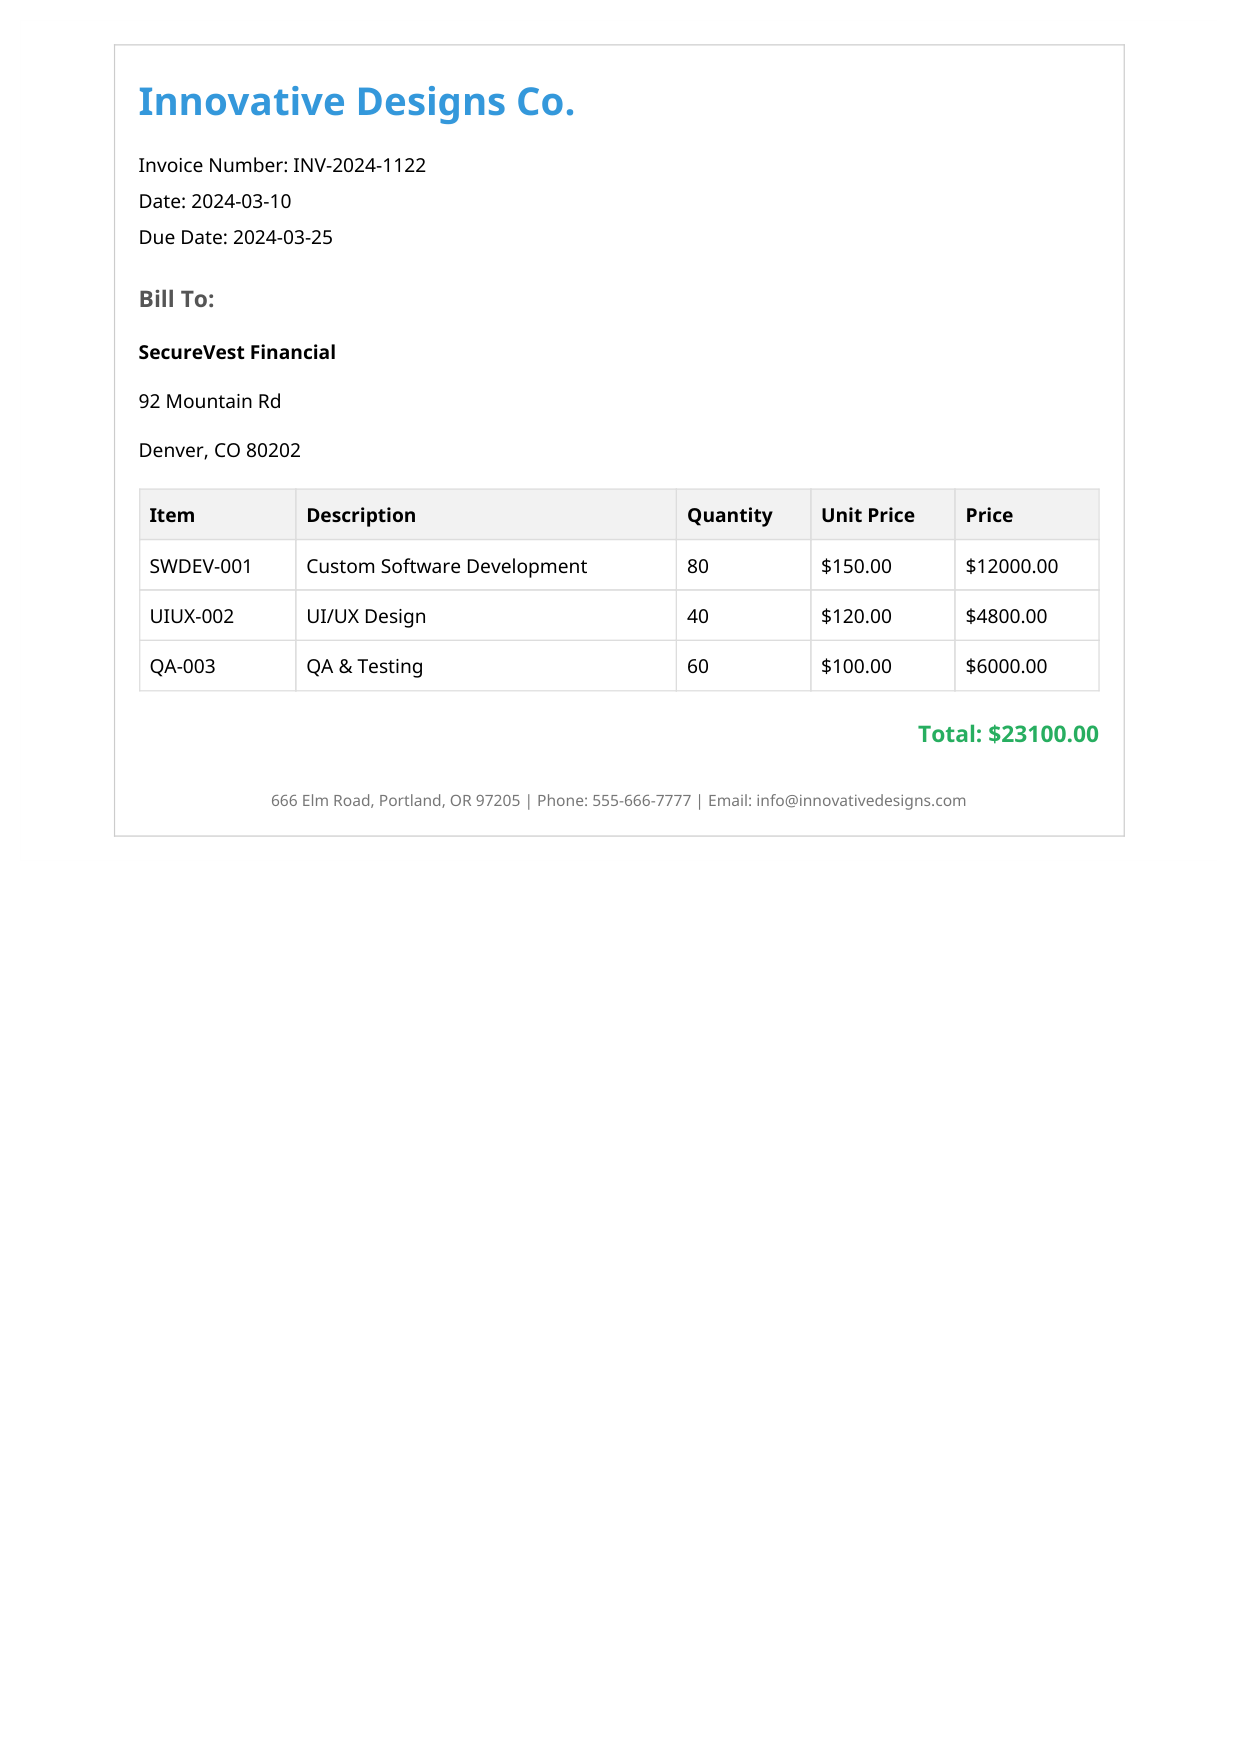 Innovative Designs Co.
Invoice Number: INV-2024-1122
Date: 2024-03-10
Due Date: 2024-03-25
Bill To:
SecureVest Financial
92 Mountain Rd
Denver, CO 80202
Item Description Quantity Unit Price Price
SWDEV-001 Custom Software Development 80 $150.00 $12000.00
UIUX-002 UI/UX Design 40 $120.00 $4800.00
QA-003 QA & Testing 60 $100.00 $6000.00
Total: $23100.00
666 Elm Road, Portland, OR 97205 | Phone: 555-666-7777 | Email: info@innovativedesigns.com